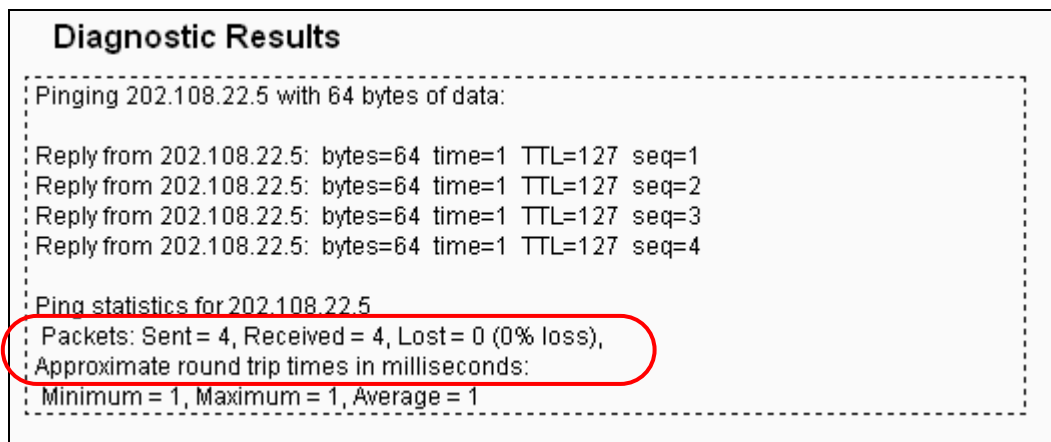 Diagnostic Results
Pinging 202.108.22.5 with 64 bytes of data:
Reply from 202.108.22.5: bytes=64 time=1 TTL=127 seq=1
Reply from 202.108.22.5: bytes=64 time=1 TTL=127 seq=2
Reply from 202.108.22.5: bytes=64 time=1 TTL=127 seq=3
Reply from 202.108.22.5: bytes=64 time=1 TTL=127 seq=4
Ping statistics for 202.108.22.5
Packets: Sent = 4, Received = 4, Lost = 0 (0% loss),
Approximate round trip times in milliseconds:
Minimum = 1, Maximum = 1, Average = 1